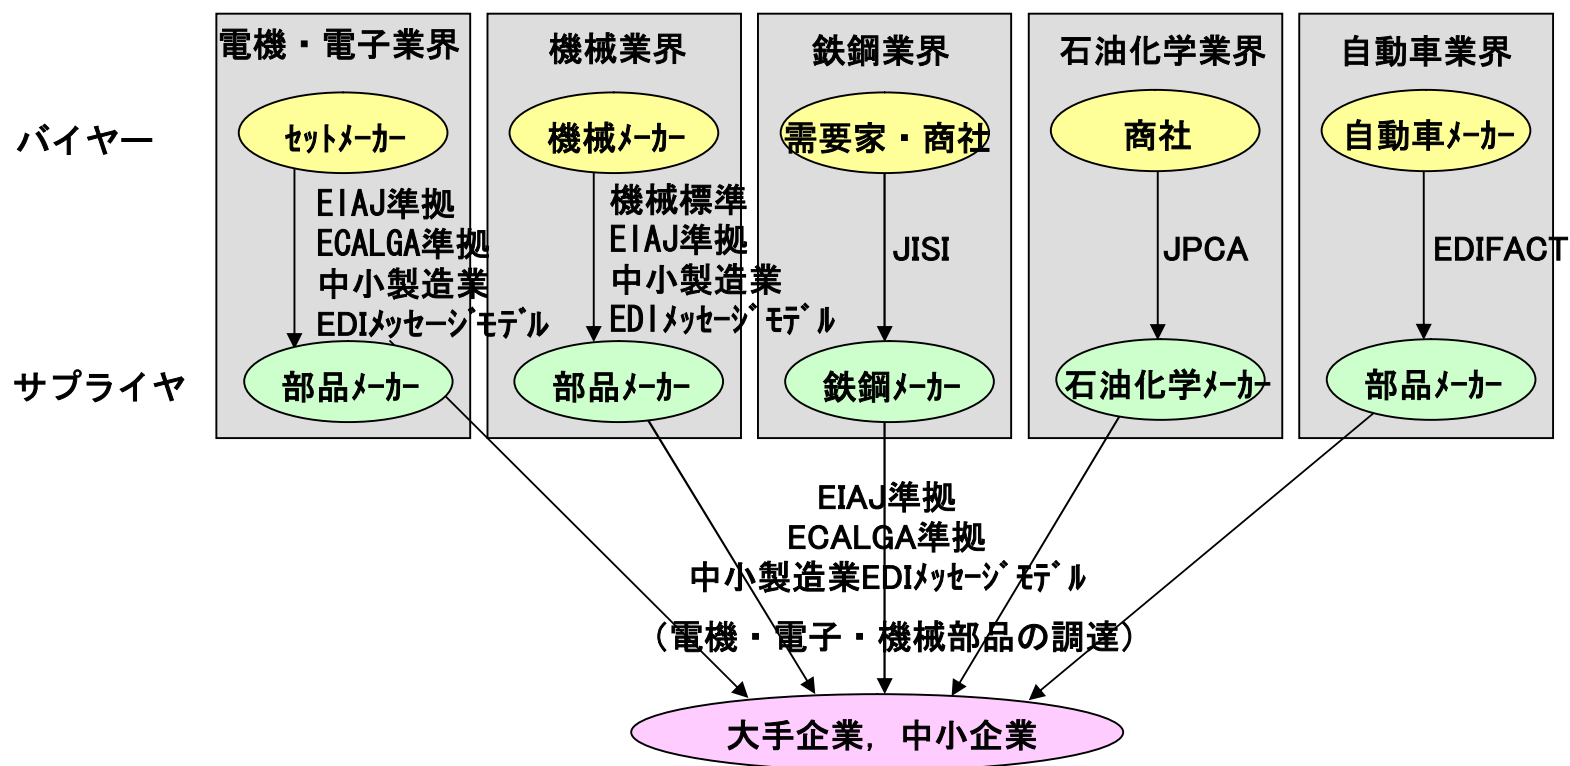 電機・電子業界
機械業界
鉄鋼業界
石油化学業界
自動車業界
バイヤー
ｾｯﾄﾒｰｶｰ
機械ﾒｰｶｰ
需要家・商社
商社
自動車ﾒｰｶｰ
EIAJ準拠
ECALGA準拠
中小製造業
EDIﾒｯｾｰｼﾞﾓﾃﾞﾙ
機械標準
EIAJ準拠
中小製造業
EDIﾒｯｾｰｼﾞﾓﾃﾞﾙ
JISI
JPCA
EDIFACT
サプライヤ
部品ﾒｰｶｰ
部品ﾒｰｶｰ
鉄鋼ﾒｰｶｰ
石油化学ﾒｰｶｰ
部品ﾒｰｶｰ
EIAJ準拠
ECALGA準拠
中小製造業EDIﾒｯｾｰｼﾞﾓﾃﾞﾙ
（電機・電子・機械部品の調達）
大手企業，中小企業